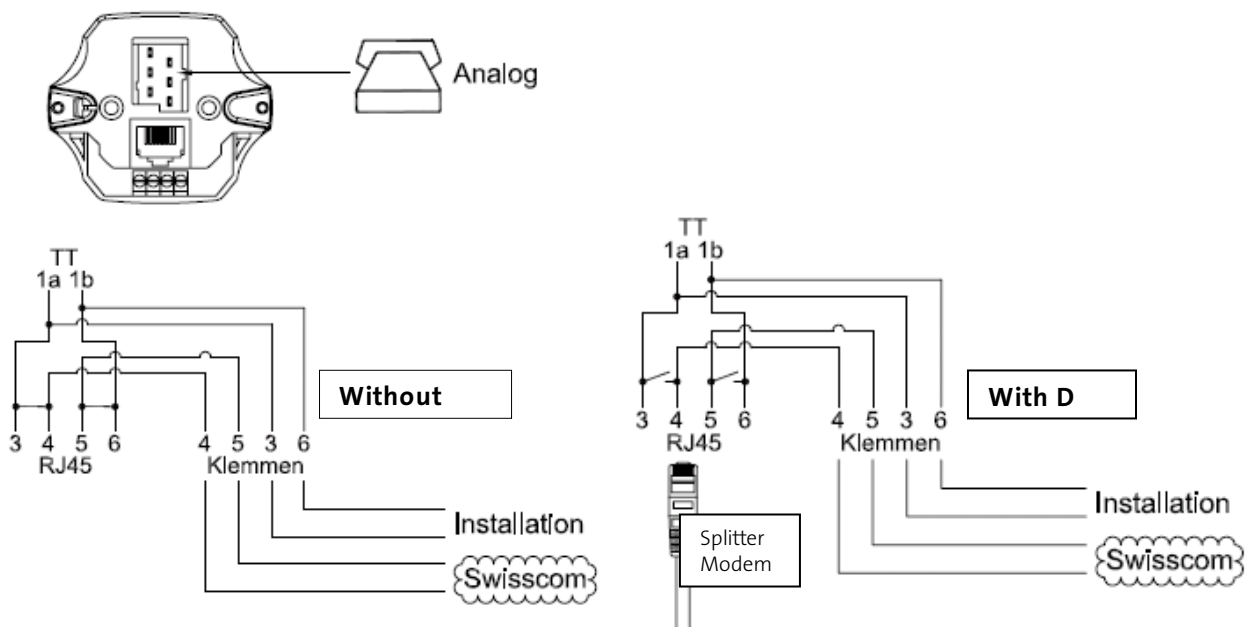 Analog
TT
1a 1b
Without
3 4 5 6
RJ45
4 5 3 6
Klemmen
Installation
Swisscom
TT
1a 1b
With D
3 4 5 6
RJ45
4 5 3 6
Klemmen
Splitter
Modem
Installation
Swisscom